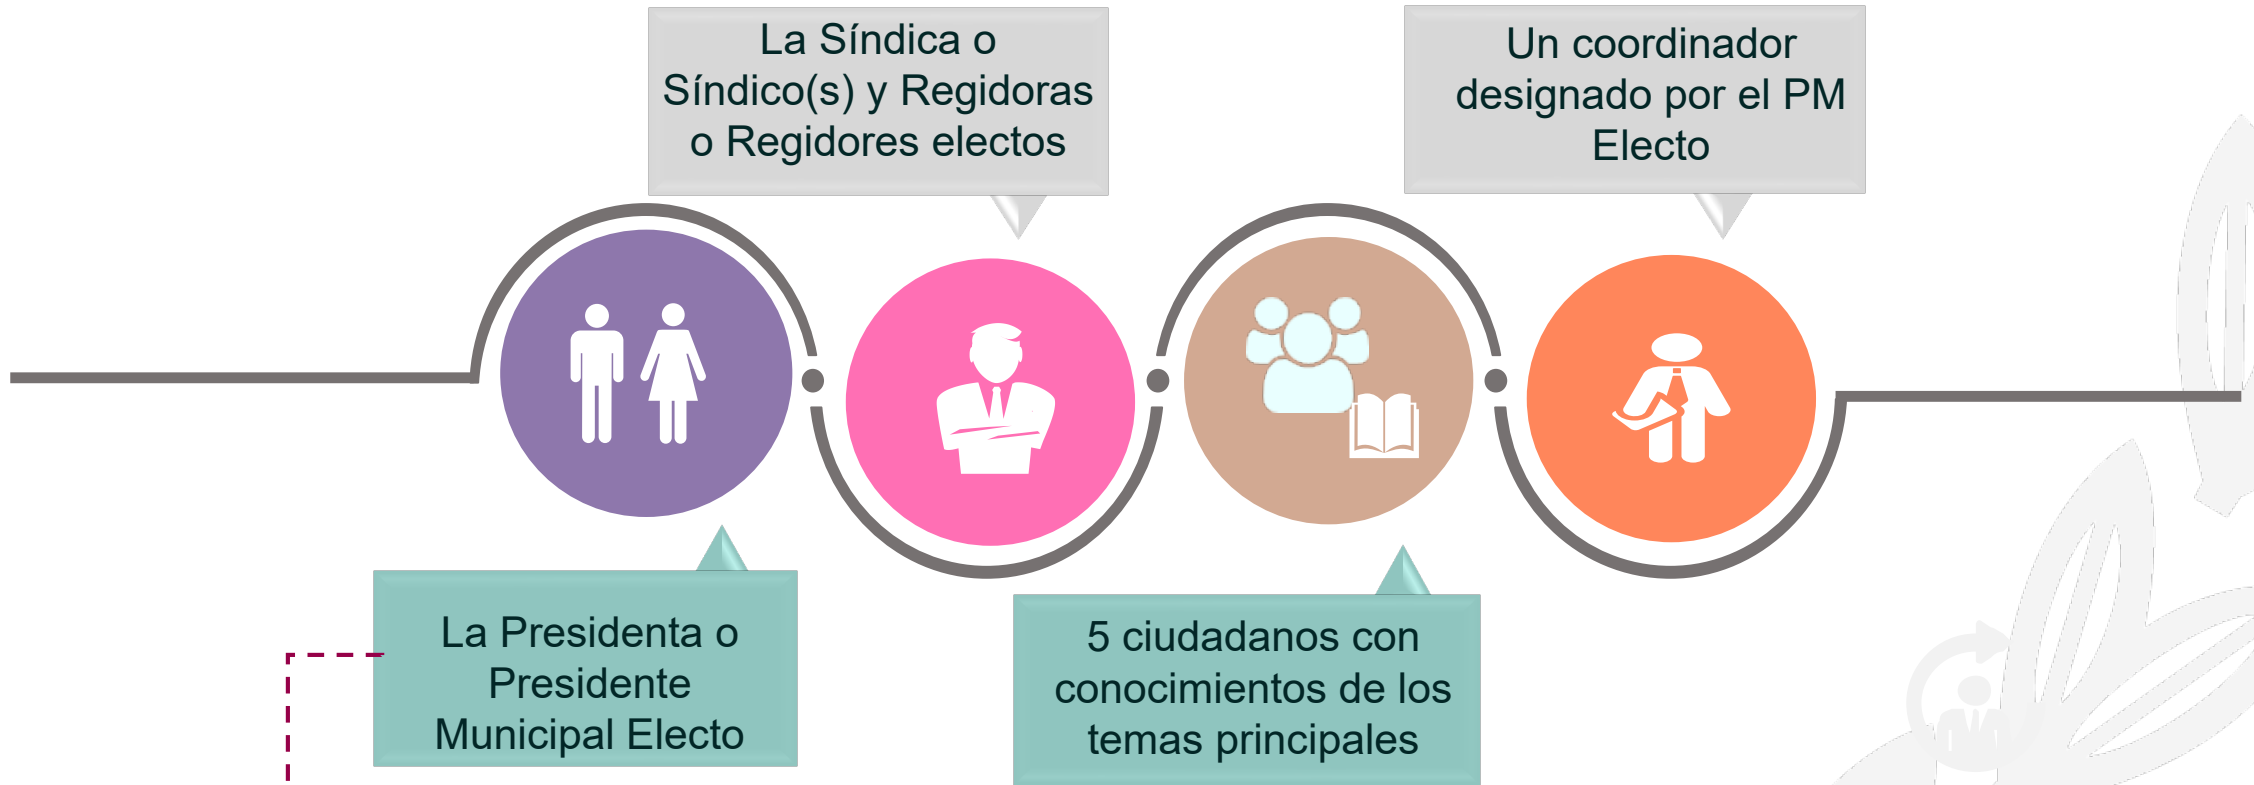 La Síndica o
Síndico(s) y Regidoras
o Regidores electos
Un coordinador
designado por el PM
Electo
La Presidenta o
Presidente
Municipal Electo
5 ciudadanos con
conocimientos de los
temas principales